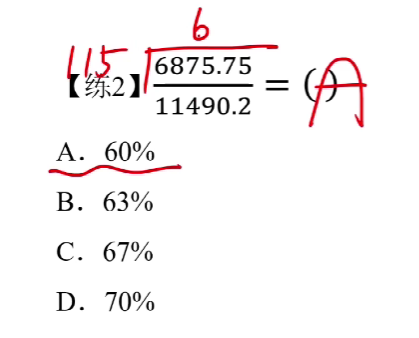 6
115
【练2】6875.75/11490.2 = ( ) A
A. 60%
B. 63%
C. 67%
D. 70%